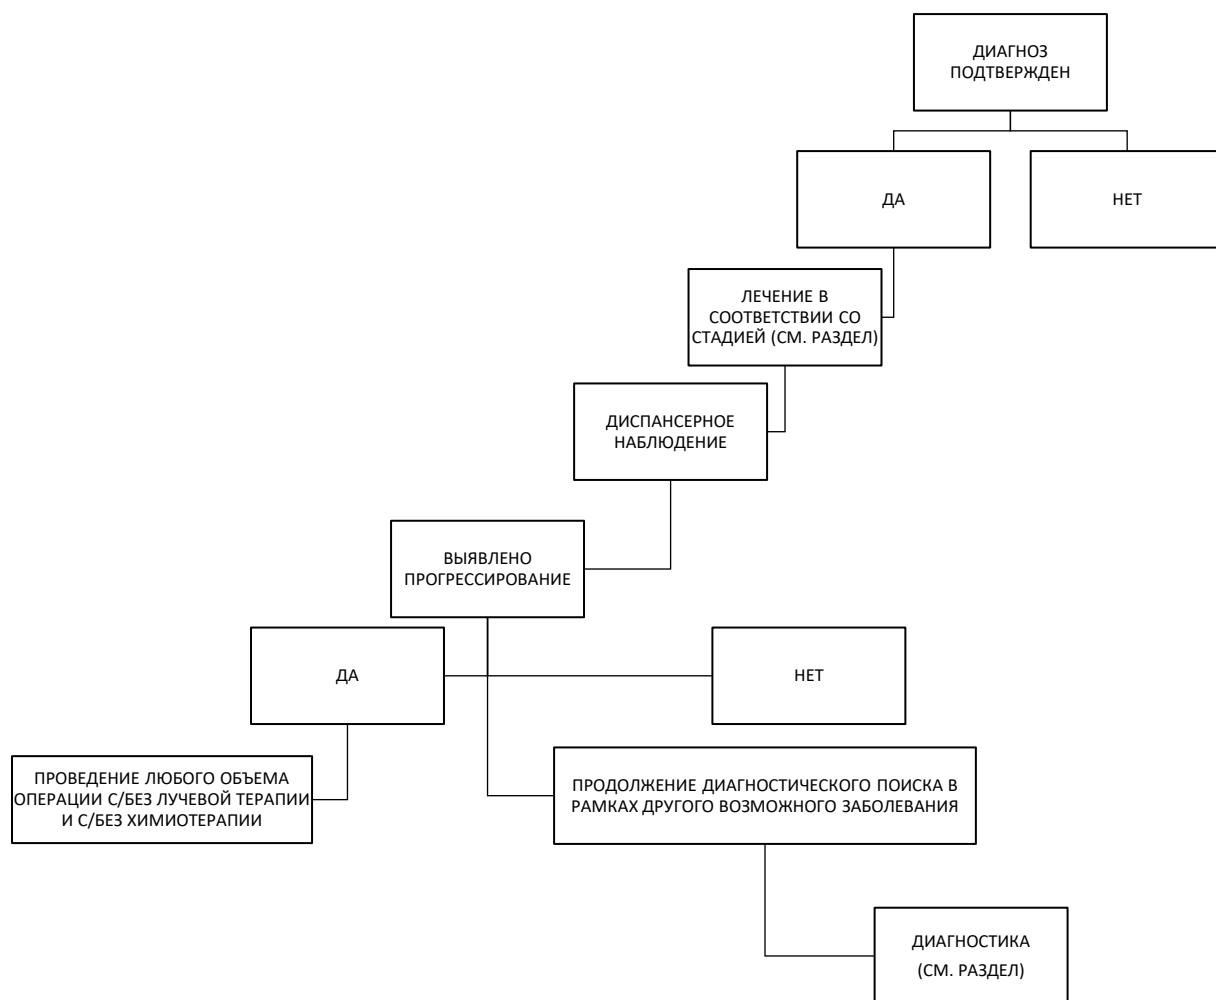 ДИАГНОЗ
ПОДТВЕРЖДЕН
ДА
НЕТ
ЛЕЧЕНИЕ В
СООТВЕТСТВИИ СО
СТАДИЕЙ (СМ. РАЗДЕЛ)
ДИСПАНСЕРНОЕ
НАБЛЮДЕНИЕ
ВЫЯВЛЕНО
ПРОГРЕССИРОВАНИЕ
ДА
НЕТ
ПРОВЕДЕНИЕ ЛЮБОГО ОБЪЕМА
ОПЕРАЦИИ С/БЕЗ ЛУЧЕВОЙ ТЕРАПИИ
И С/БЕЗ ХИМИОТЕРАПИИ
ПРОДОЛЖЕНИЕ ДИАГНОСТИЧЕСКОГО ПОИСКА В
РАМКАХ ДРУГОГО ВОЗМОЖНОГО ЗАБОЛЕВАНИЯ
ДИАГНОСТИКА
(СМ. РАЗДЕЛ)